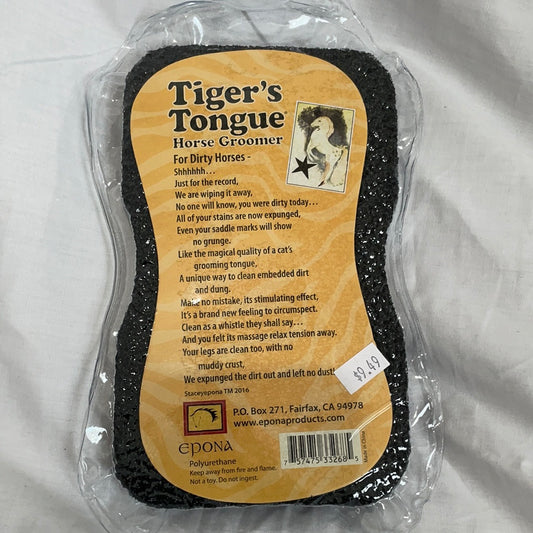 Tiger's
Tongue
Horse Groomer
For Dirty Horses -
Shhhhhh...
Just for the record,
We are wiping it away,
No one will know, you were dirty today...
All of your stains are now expunged,
Even your saddle marks will show
no grunge.
Like the magical quality of a cat's
grooming tongue.
A unique way to clean embedded dirt
and dung.
Make no mistake, its stimulating effect,
It's a brand new feeling to circumspect.
Clean as a whistle they shall say...
And you felt its massage relax tension away.
Your legs are clean too, with no
muddy crust,
We expunged the dirt out and left no dust!
Staceyepona TM 2016
$9.49
P.O. Box 271, Fairfax, CA 94978
www.eponaproducts.com
EPONA
Polyurethane
Keep away from fire and flame.
Not a toy. Do not ingest.
7 57475 33268 5